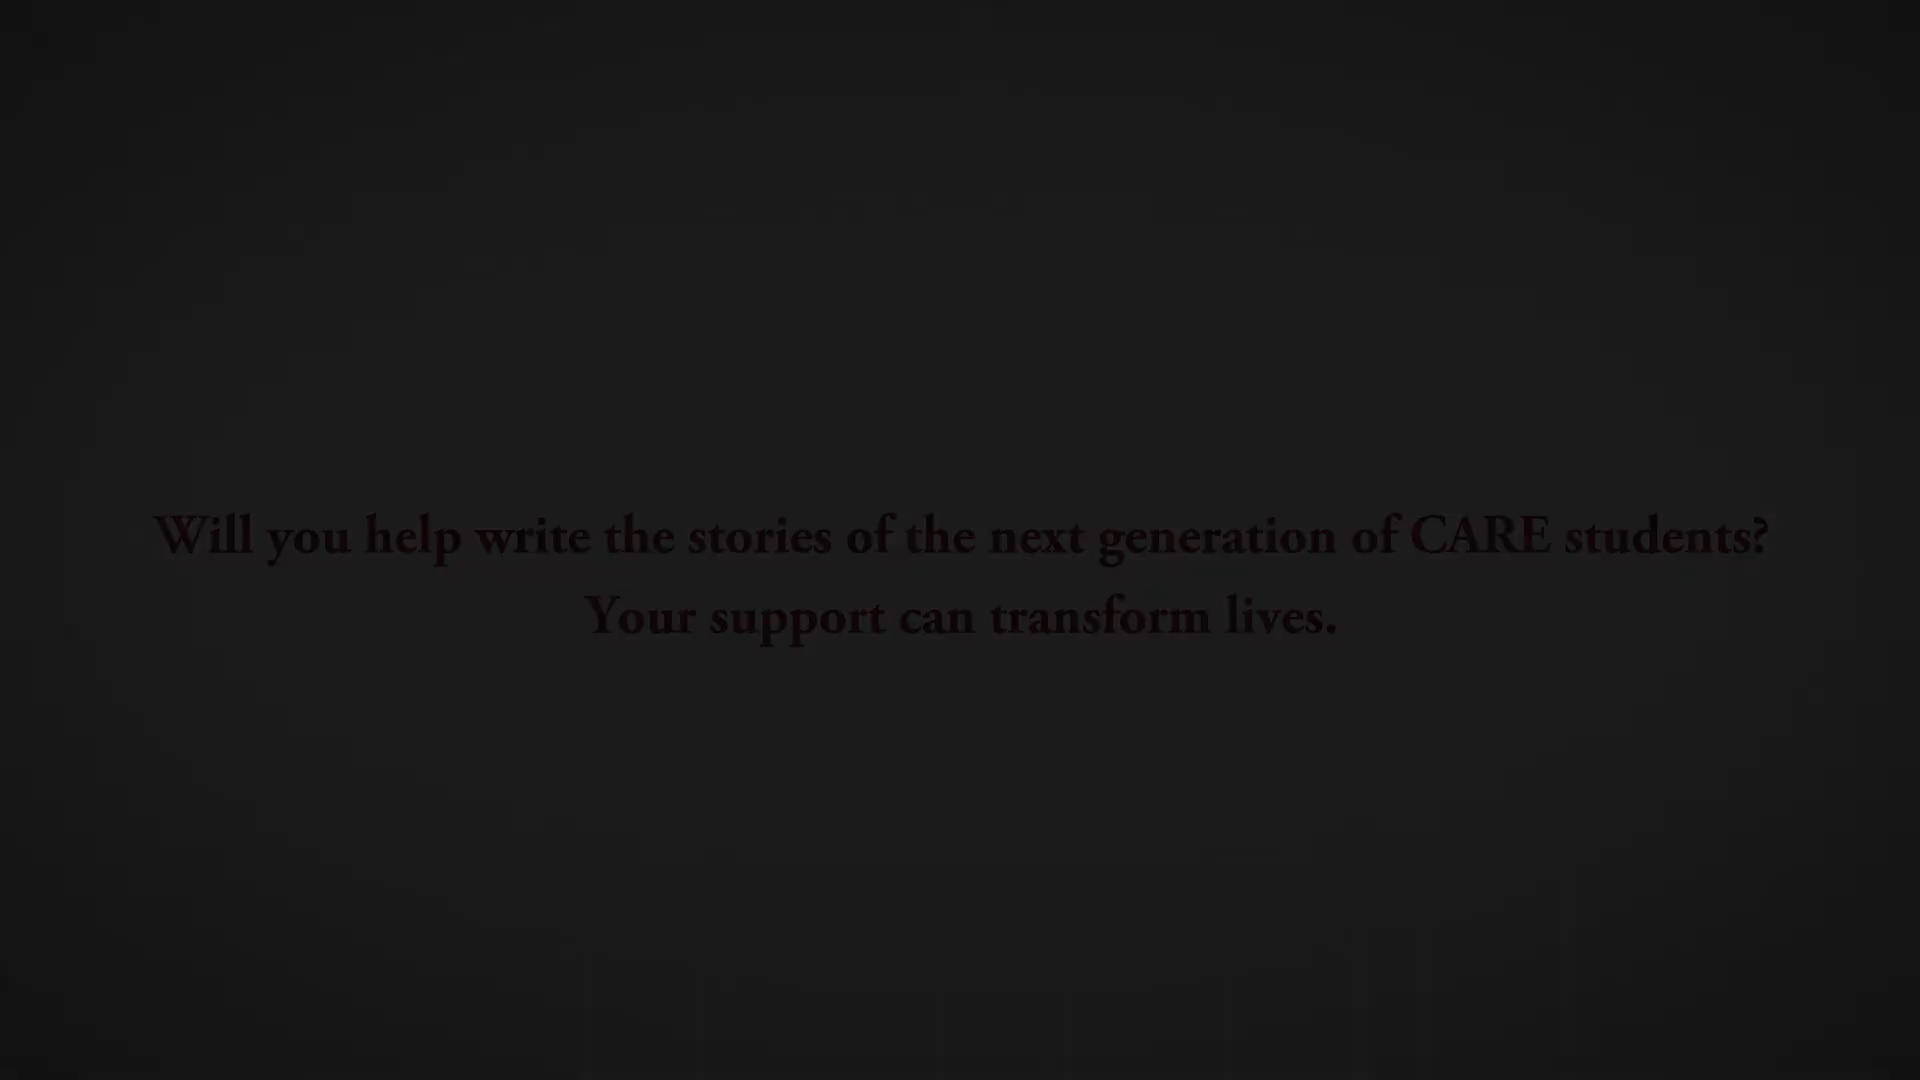 Will you help write the stories of the next generation of CARE students?
Your support can transform lives.